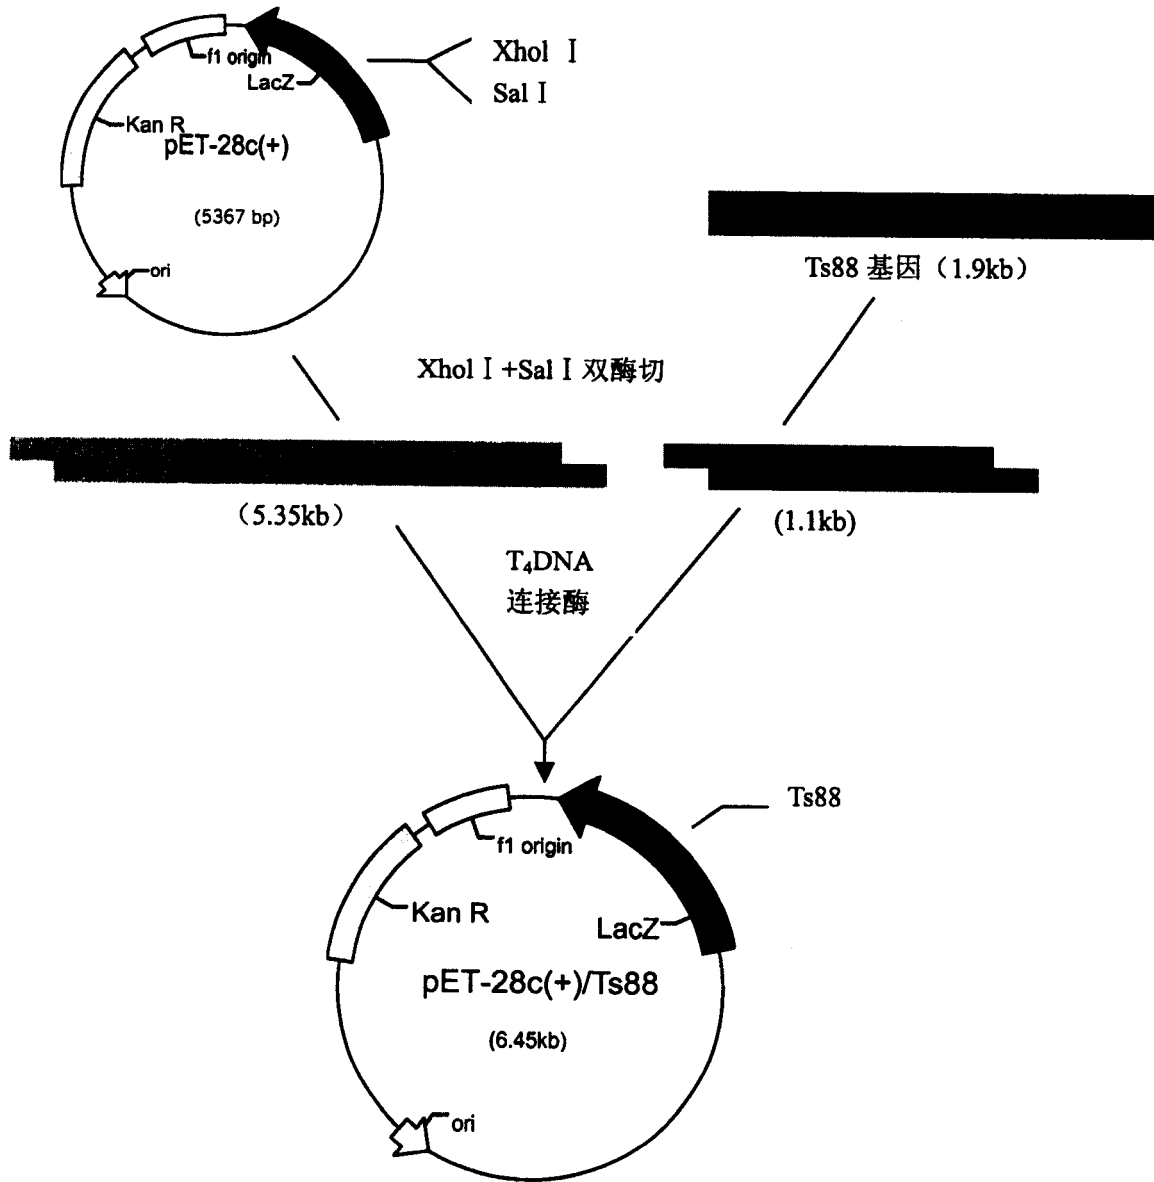 f1 origin
LacZ
Kan R
pET-28c(+)
(5367 bp)
ori
Xhol Ⅰ
Sal Ⅰ
Ts88 基因（1.9kb）
Xhol Ⅰ+Sal Ⅰ 双酶切
（5.35kb）
(1.1kb)
T₄DNA
连接酶
Ts88
f1 origin
Kan R
LacZ
pET-28c(+)/Ts88
(6.45kb)
ori